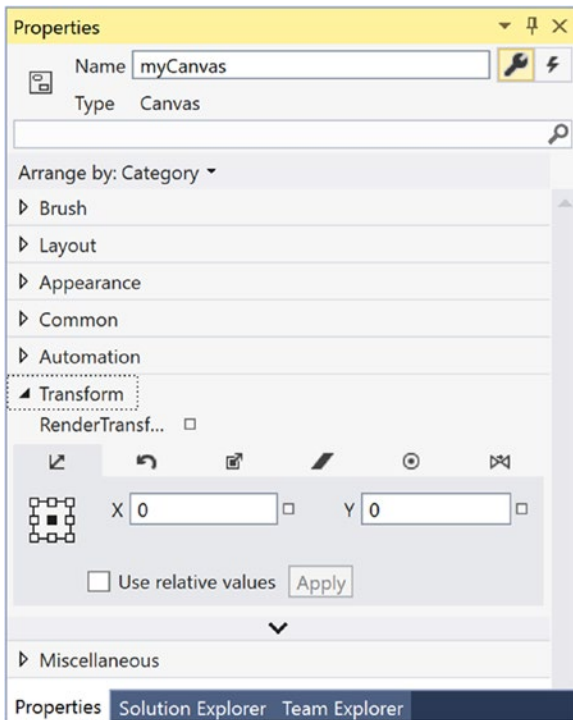 Properties
Name myCanvas
Type Canvas
Arrange by: Category
Brush
Layout
Appearance
Common
Automation
Transform
RenderTransf...
X 0 Y 0
Use relative values Apply
Miscellaneous
Properties Solution Explorer Team Explorer